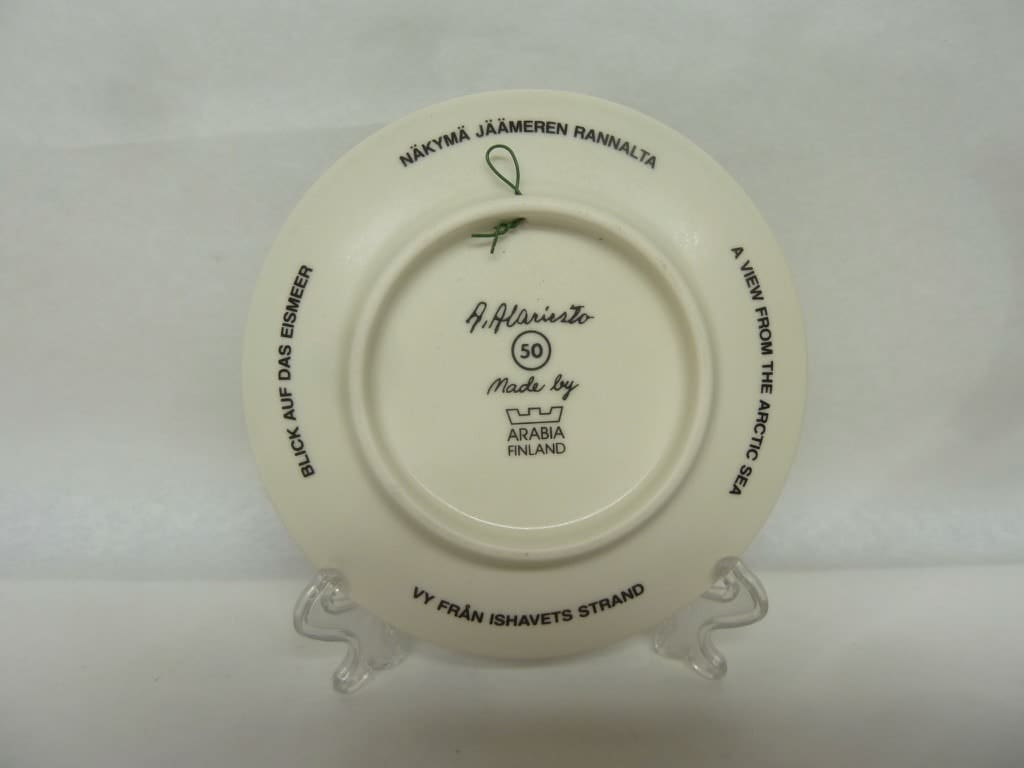 NÄKYMÄ JÄÄMEREN RANNALTA
A VIEW FROM THE ARCTIC SEA
VY FRÅN ISHAVETS STRAND
BLICK AUF DAS EISMEER
A. Alariesto
50
Made by
ARABIA
FINLAND